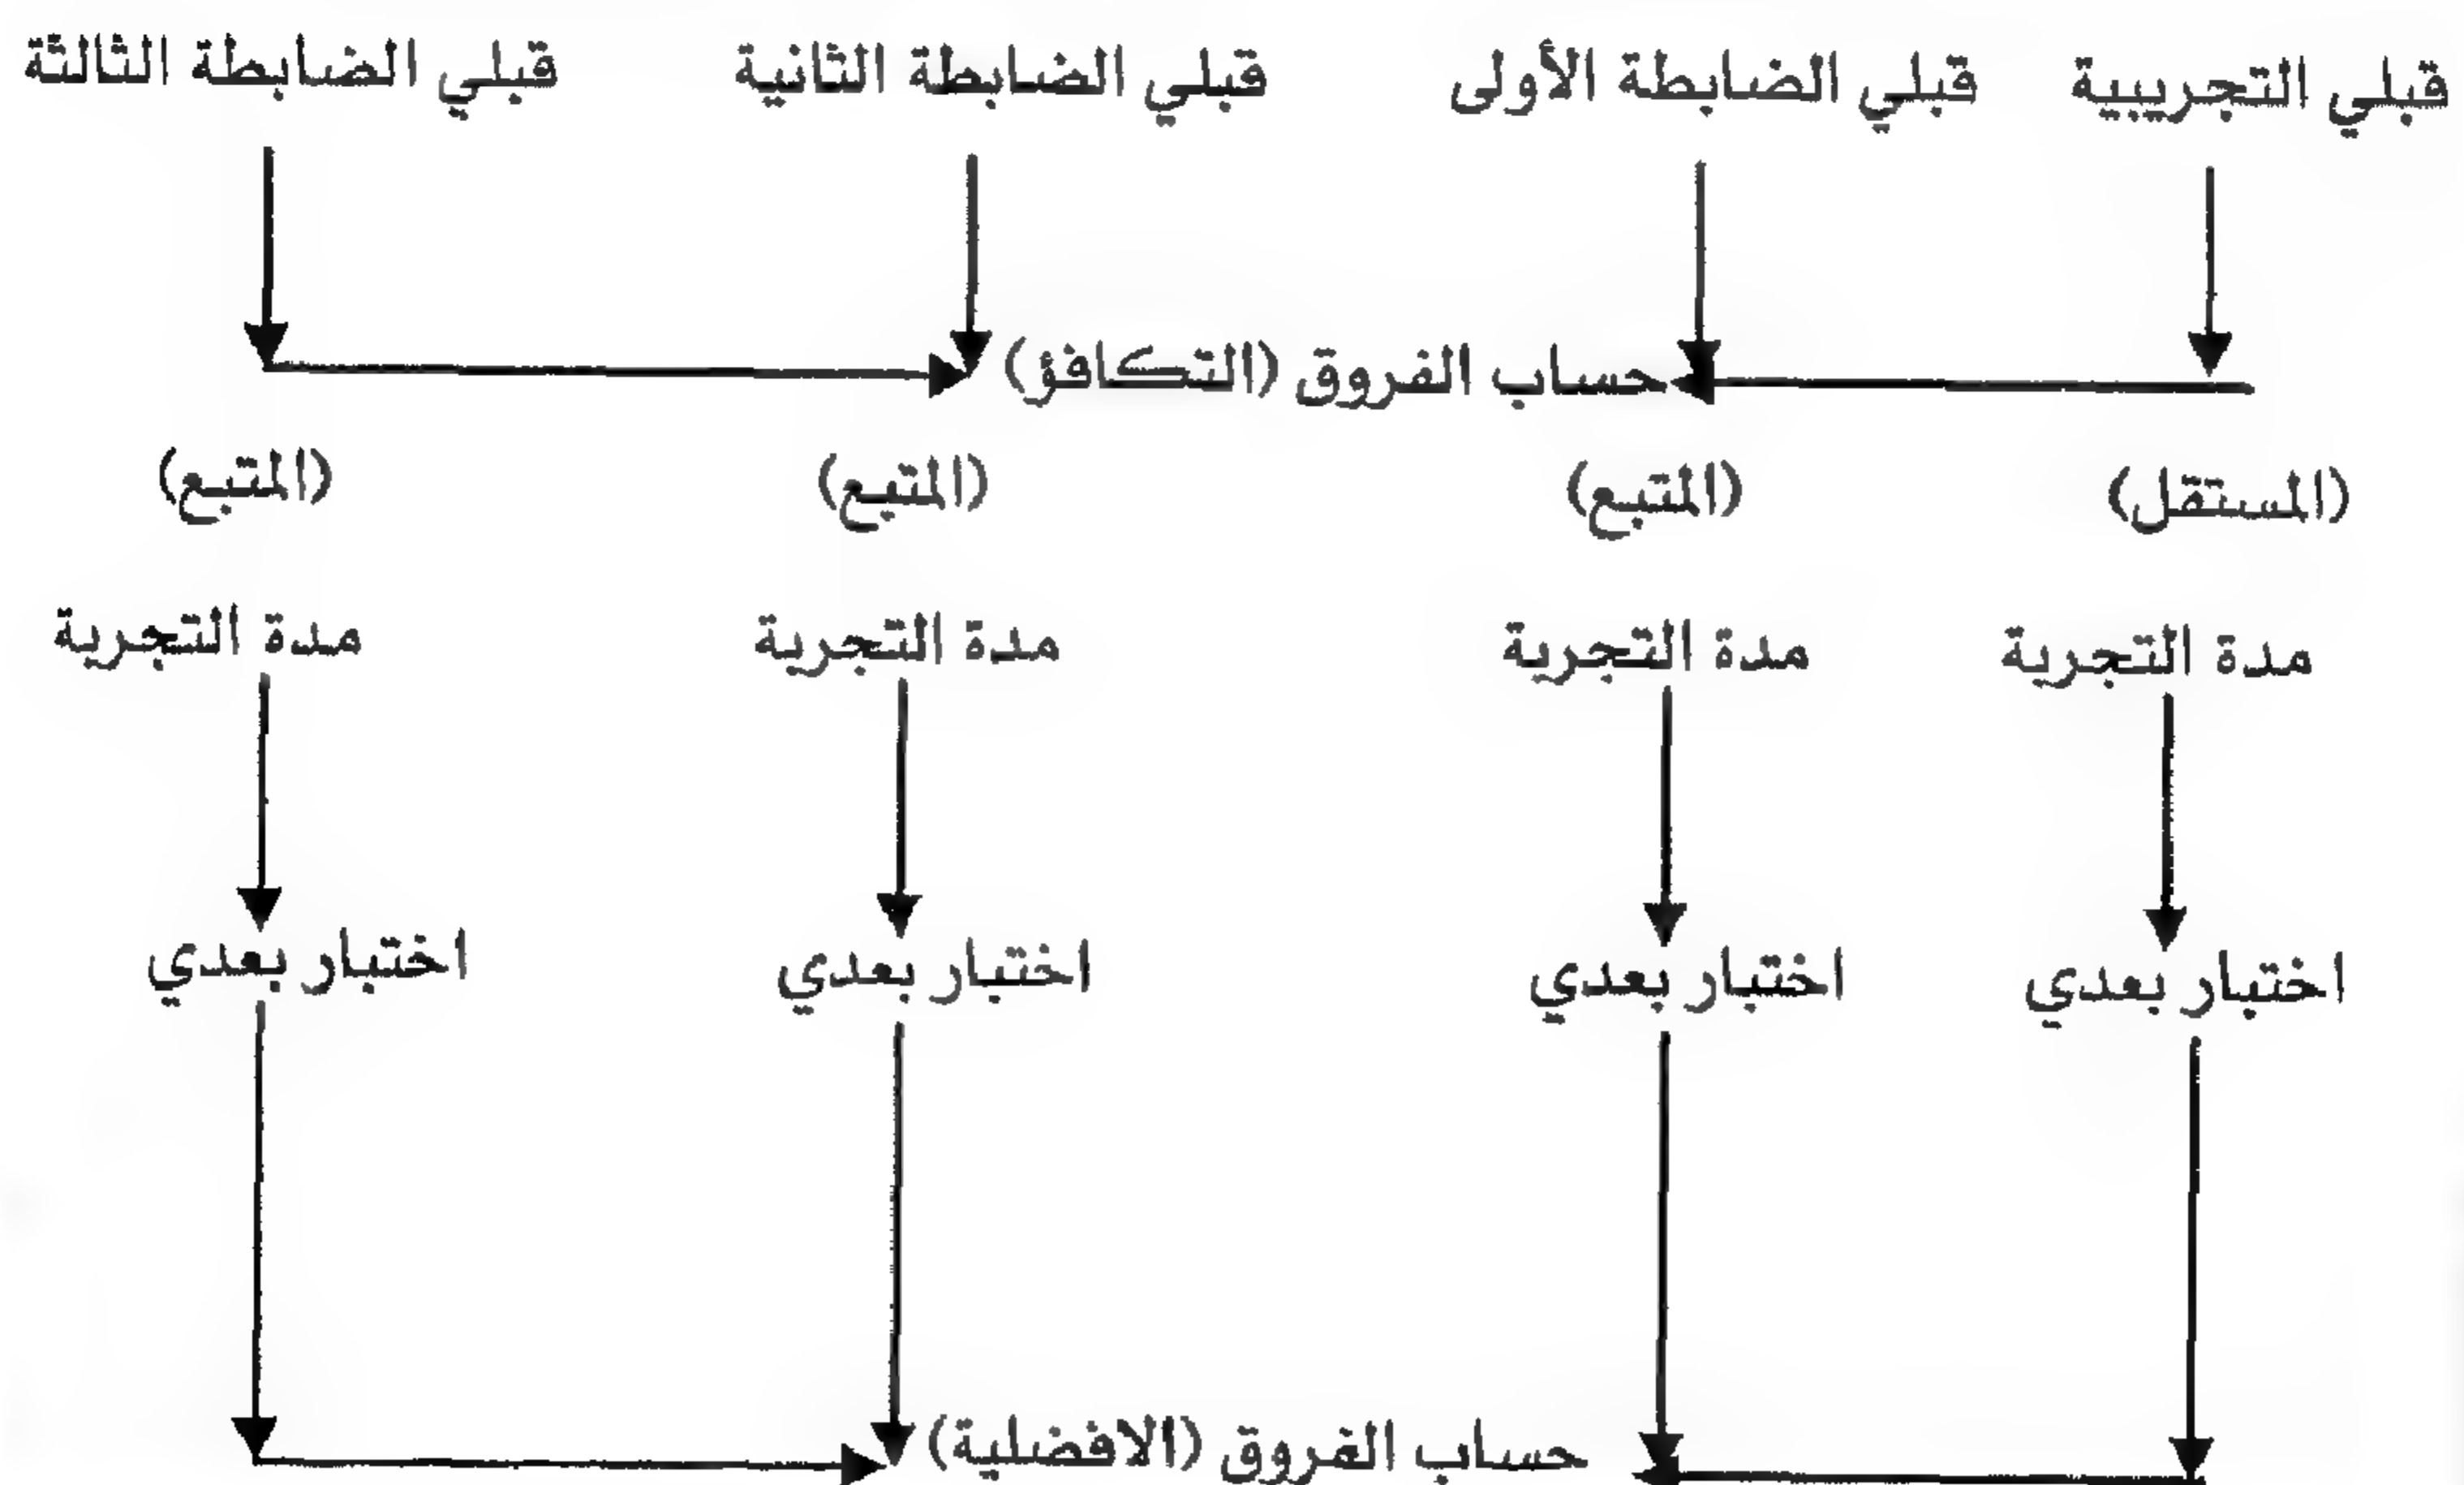 قبلي التجريبية قبلي الضابطة الأولى قبلي الضابطة الثانية قبلي الضابطة الثالثة
حساب الفروق (التكافؤ)
(المستقل) (المتبع) (المتبع) (المتبع)
مدة التجربة مدة التجربة مدة التجربة مدة التجربة
اختبار بعدي اختبار بعدي اختبار بعدي اختبار بعدي
حساب الفروق (الافضلية)